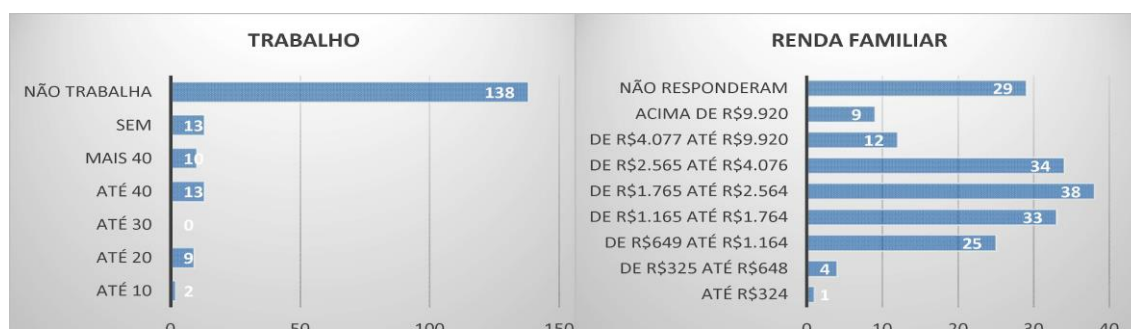 TRABALHO
NÃO TRABALHA 138
SEM 13
MAIS 40 10
ATÉ 40 13
ATÉ 30 0
ATÉ 20 9
ATÉ 10 2
0 50 100 150
RENDA FAMILIAR
NÃO RESPONDERAM 29
ACIMA DE R$9.920 9
DE R$4.077 ATÉ R$9.920 12
DE R$2.565 ATÉ R$4.076 34
DE R$1.765 ATÉ R$2.564 38
DE R$1.165 ATÉ R$1.764 33
DE R$649 ATÉ R$1.164 25
DE R$325 ATÉ R$648 4
ATÉ R$324 1
0 10 20 30 40